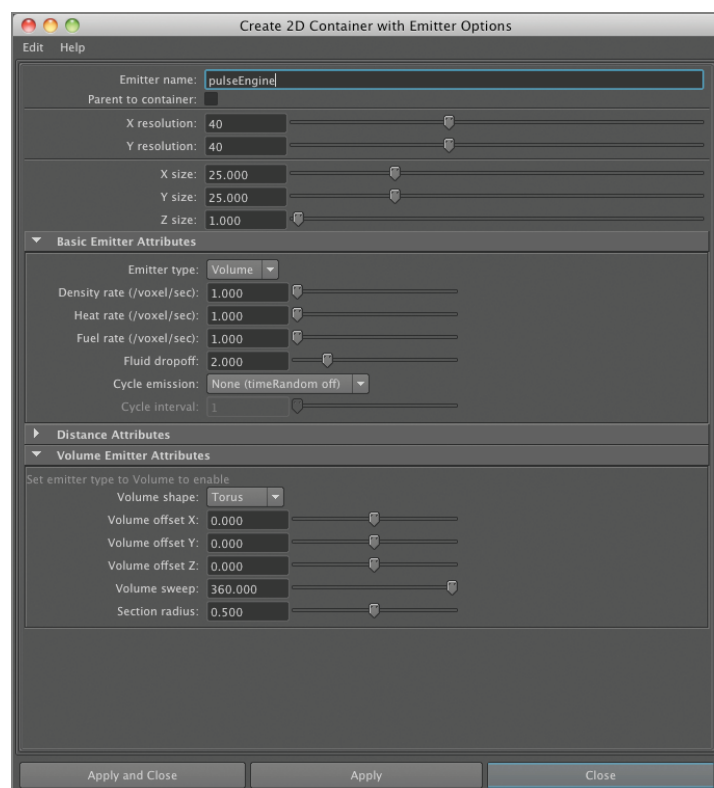 Create 2D Container with Emitter Options
Edit Help
Emitter name: pulseEngine
Parent to container:
X resolution: 40
Y resolution: 40
X size: 25.000
Y size: 25.000
Z size: 1.000
Basic Emitter Attributes
Emitter type: Volume
Density rate (/voxel/sec): 1.000
Heat rate (/voxel/sec): 1.000
Fuel rate (/voxel/sec): 1.000
Fluid dropoff: 2.000
Cycle emission: None (timeRandom off)
Cycle interval: 1
Distance Attributes
Volume Emitter Attributes
Set emitter type to Volume to enable
Volume shape: Torus
Volume offset X: 0.000
Volume offset Y: 0.000
Volume offset Z: 0.000
Volume sweep: 360.000
Section radius: 0.500
Apply and Close Apply Close